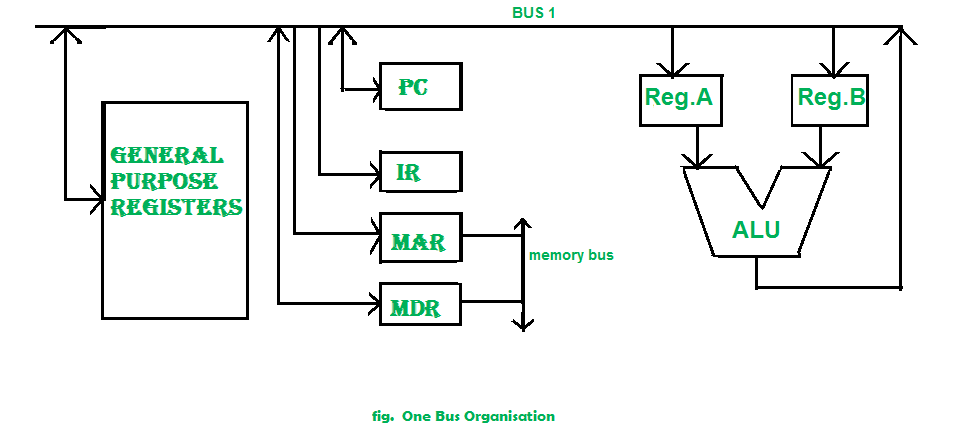 BUS 1
GENERAL
PURPOSE
REGISTERS
PC
IR
MAR
MDR
memory bus
Reg.A
Reg.B
ALU
fig. One Bus Organisation